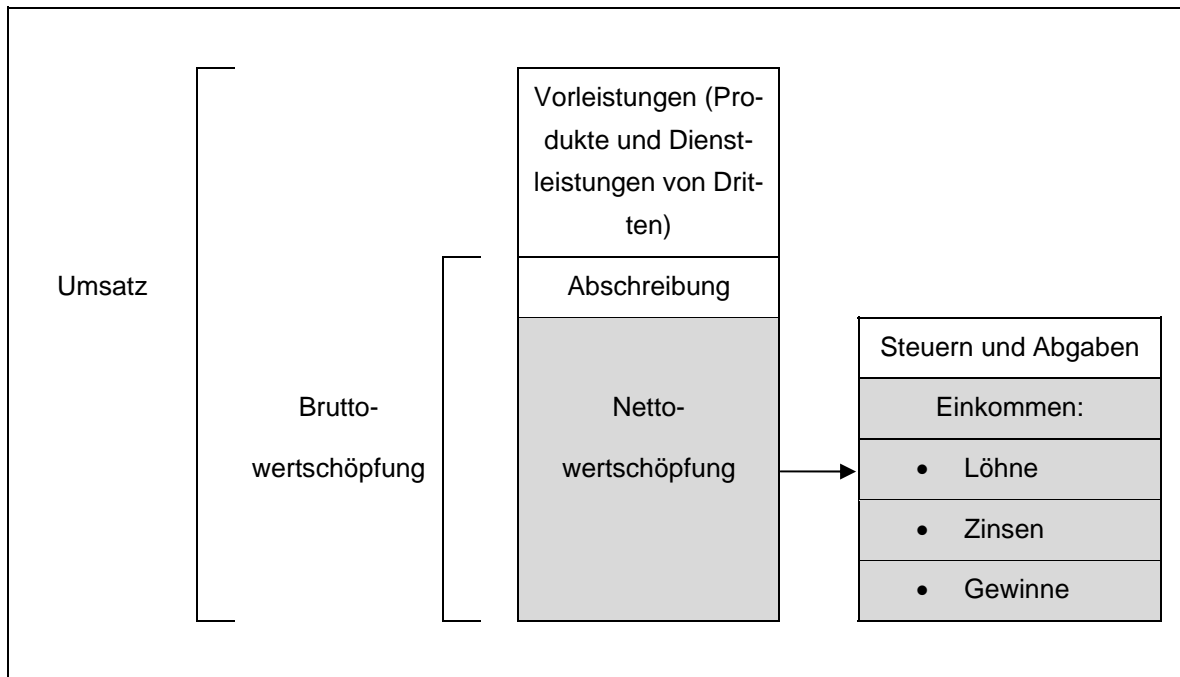 Umsatz
Brutto-
wertschöpfung
Vorleistungen (Pro-
dukte und Dienst-
leistungen von Drit-
ten)
Abschreibung
Netto-
wertschöpfung
Steuern und Abgaben
Einkommen:
• Löhne
• Zinsen
• Gewinne